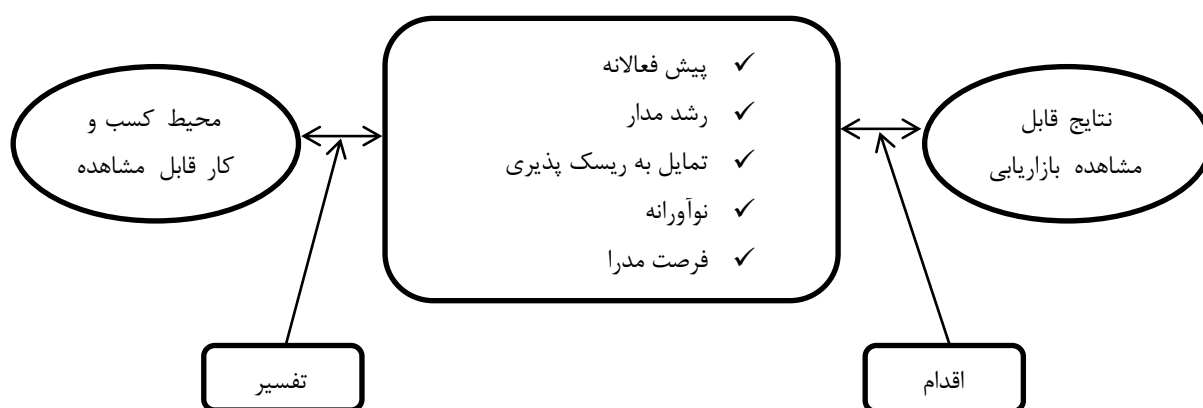 نتایج قابل
مشاهده بازاریابی
✓ پیش فعالانه
✓ رشد مدار
✓ تمایل به ریسک پذیری
✓ نوآورانه
✓ فرصت مدرا
محیط کسب و
کار قابل مشاهده
اقدام
تفسیر